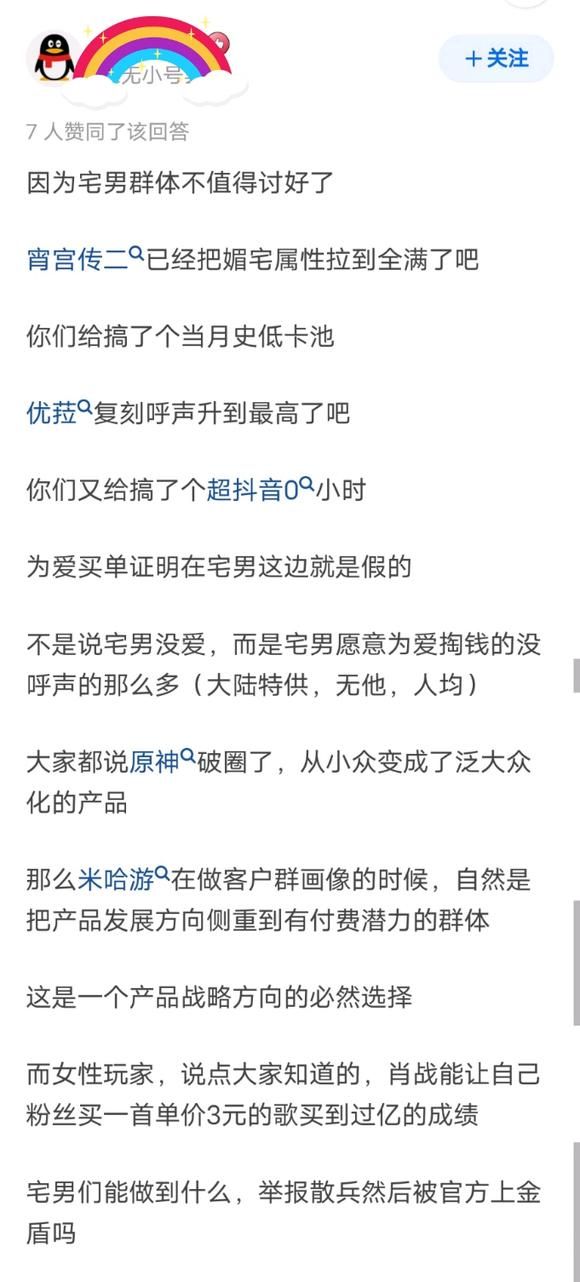 无小号
+关注
7 人赞同了该回答
因为宅男群体不值得讨好了
宵宫传二已经把媚宅属性拉到全满了吧
你们给搞了个当月史低卡池
优菈复刻呼声升到最高了吧
你们又给搞了个超抖音0小时
为爱买单证明在宅男这边就是假的
不是说宅男没爱，而是宅男愿意为爱掏钱的没
呼声的那么多（大陆特供，无他，人均）
大家都说原神破圈了，从小众变成了泛大众
化的产品
那么米哈游在做客户群画像的时候，自然是
把产品发展方向侧重到有付费潜力的群体
这是一个产品战略方向的必然选择
而女性玩家，说点大家知道的，肖战能让自己
粉丝买一首单价3元的歌买到过亿的成绩
宅男们能做到什么，举报散兵然后被官方上金
盾吗